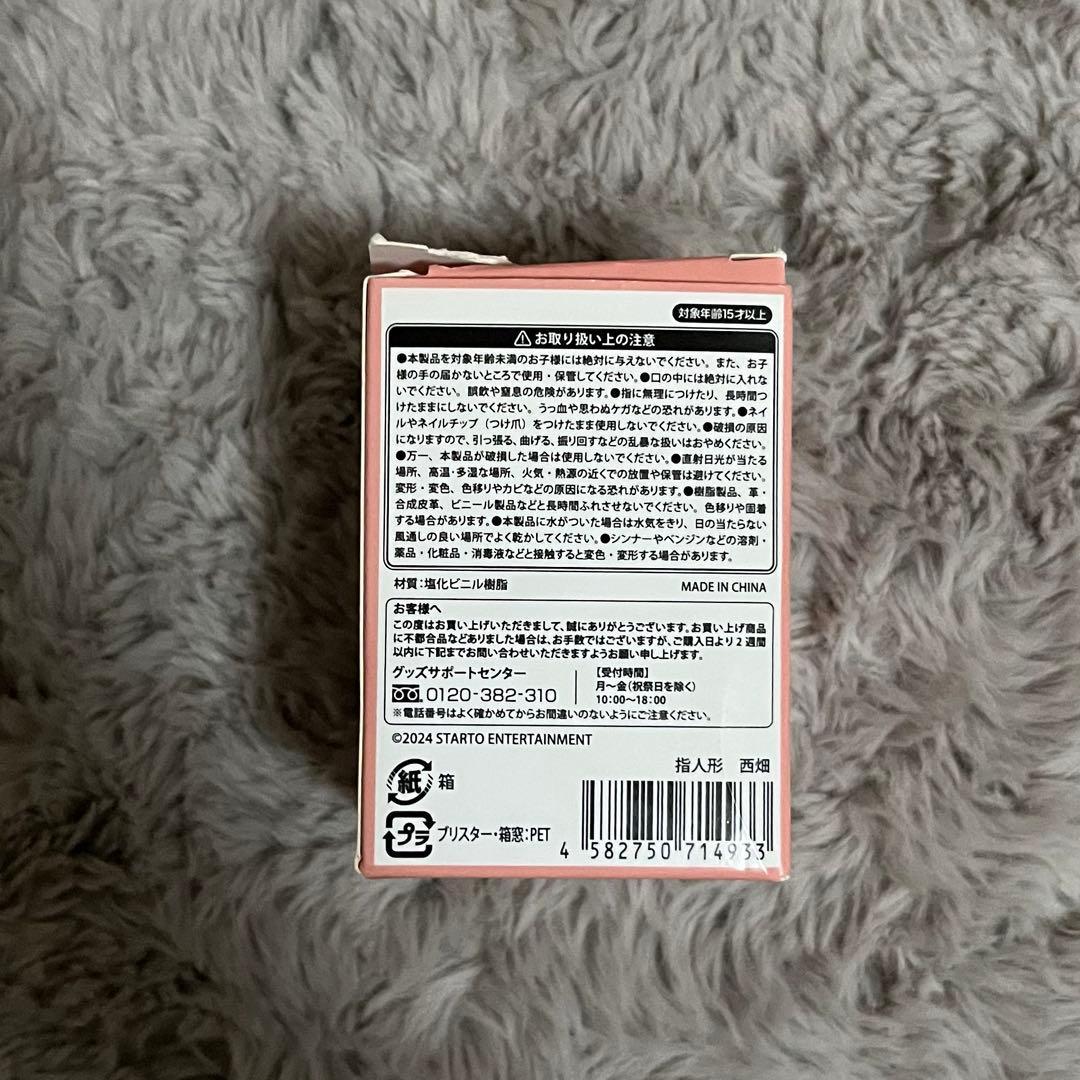 対象年齢15才以上
⚠お取り扱い上の注意
●本製品を対象年齢未満のお子様には絶対に与えないでください。また、お子
様の手の届かないところで使用・保管してください。●口の中には絶対に入れな
いでください。誤飲や窒息の危険があります。●指に無理につけたり、長時間つ
けたままにしないでください。うっ血や思わぬケガなどの恐れがあります。●ネイ
ルやネイルチップ（つけ爪）をつけたまま使用しないでください。●破損の原因
になりますので、引っ張る、曲げる、振り回すなどの乱暴な扱いはおやめください。
●万一、本製品が破損した場合は使用しないでください。●直射日光が当たる
場所、高温・多湿な場所、火気・熱源の近くでの放置や保管は避けてください。
変形・変色、色移りやカビなどの原因になる恐れがあります。●樹脂製品、革・
合成皮革、ビニール製品などと長時間ふれさせないでください。色移りや固着
する場合があります。●本製品に水がついた場合は水気をきり、日の当たらない
風通しの良い場所でよく乾かしてください。●シンナーやベンジンなどの溶剤・
薬品・化粧品・消毒液などと接触すると変色・変形する場合があります。
材質：塩化ビニル樹脂 MADE IN CHINA
お客様へ
この度はお買い上げいただきまして、誠にありがとうございます。お買い上げ商品
に不都合品などありました場合は、お手数ではございますが、ご購入日より2週間
以内に下記までお問い合わせいただきますようお願い申し上げます。
グッズサポートセンター
0120-382-310
【受付時間】
月～金（祝祭日を除く）
10：00～18：00
※電話番号はよく確かめてからお間違いのないようにご注意ください。
©2024 STARTO ENTERTAINMENT
指人形 西畑
紙 箱
プラ ブリスター・箱窓：PET
4 582750 714933